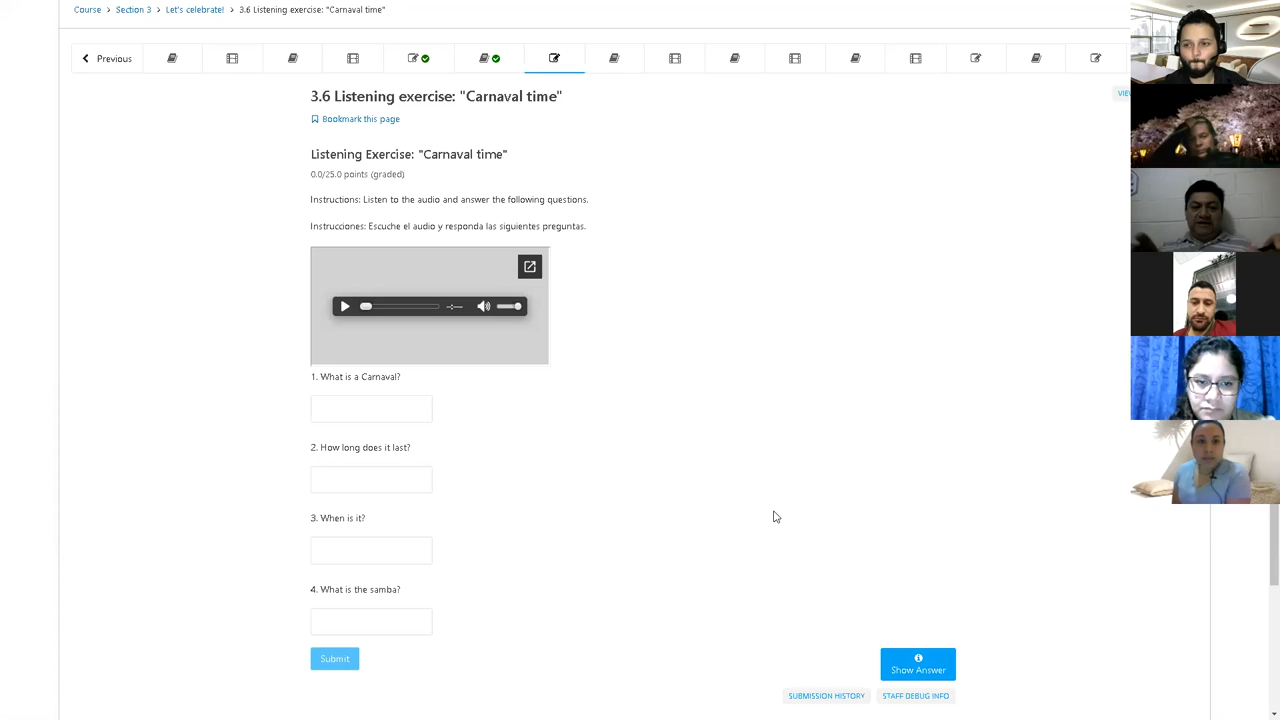 Course > Section 3 > Let's celebrate! > 3.6 Listening exercise: "Carnaval time"
Previous
3.6 Listening exercise: "Carnaval time"
VIEW
Bookmark this page
Listening Exercise: "Carnaval time"
0.0/25.0 points (graded)
Instructions: Listen to the audio and answer the following questions.
Instrucciones: Escuche el audio y responda las siguientes preguntas.
-:--
1. What is a Carnaval?
2. How long does it last?
3. When is it?
4. What is the samba?
Submit
Show Answer
SUBMISSION HISTORY
STAFF DEBUG INFO